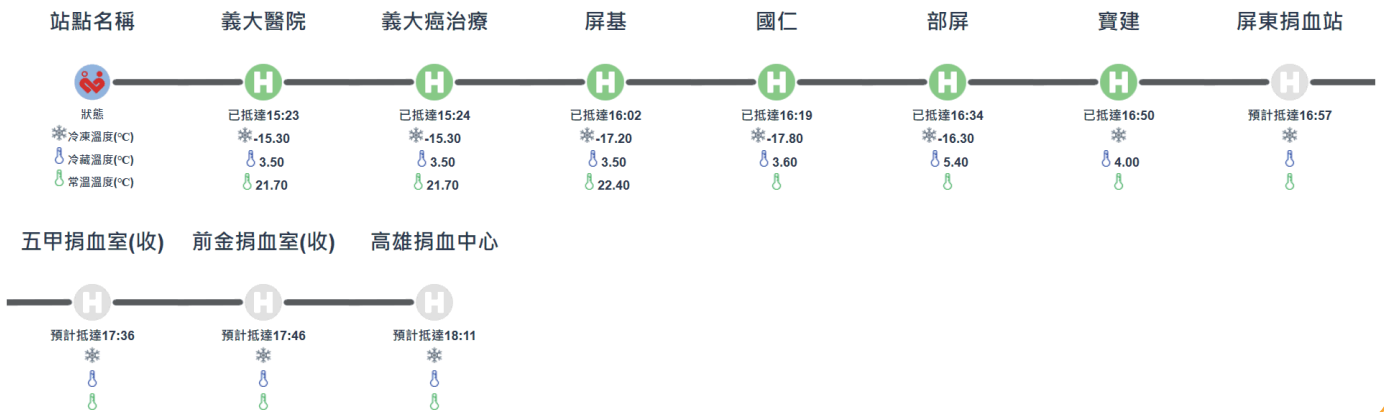 站點名稱 義大醫院 義大癌治療 屏基 國仁 部屏 寶建 屏東捐血站
狀態 已抵達15:23 已抵達15:24 已抵達16:02 已抵達16:19 已抵達16:34 已抵達16:50 預計抵達16:57
冷凍溫度(°C) -15.30 -15.30 -17.20 -17.80 -16.30
冷藏溫度(°C) 3.50 3.50 3.50 3.60 5.40 4.00
常溫溫度(°C) 21.70 21.70 22.40
五甲捐血室(收) 前金捐血室(收) 高雄捐血中心
預計抵達17:36 預計抵達17:46 預計抵達18:11